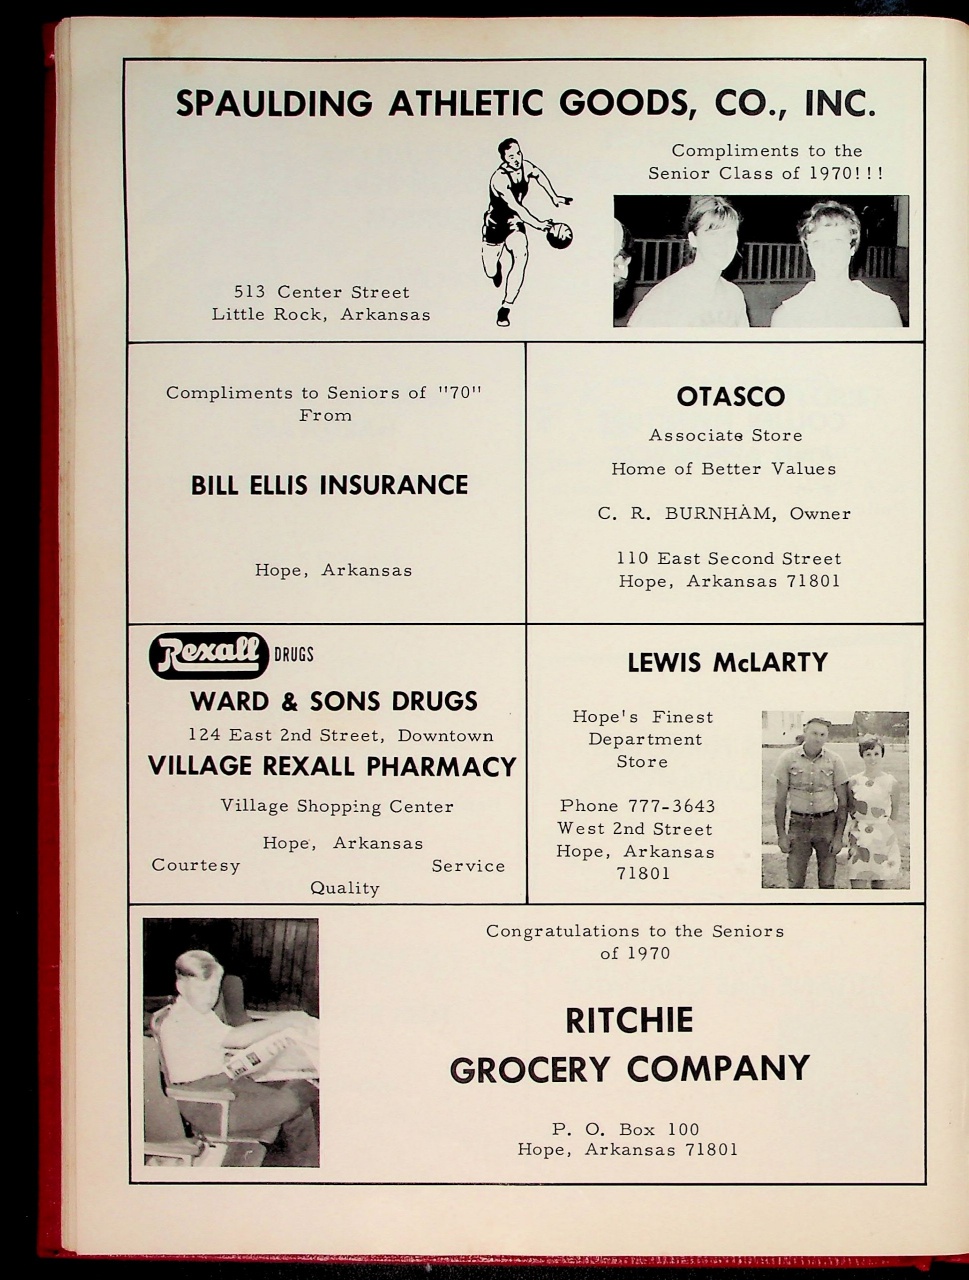 SPAULDING ATHLETIC GOODS, CO., INC.
Compliments to the
Senior Class of 1970!!!
513 Center Street
Little Rock, Arkansas
Compliments to Seniors of "70"
From
BILL ELLIS INSURANCE
Hope, Arkansas
OTASCO
Associate Store
Home of Better Values
C. R. BURNHAM, Owner
110 East Second Street
Hope, Arkansas 71801
Rexall DRUGS
WARD & SONS DRUGS
124 East 2nd Street, Downtown
VILLAGE REXALL PHARMACY
Village Shopping Center
Hope, Arkansas
Courtesy Service
Quality
LEWIS McLARTY
Hope's Finest
Department
Store
Phone 777-3643
West 2nd Street
Hope, Arkansas
71801
Congratulations to the Seniors
of 1970
RITCHIE
GROCERY COMPANY
P. O. Box 100
Hope, Arkansas 71801